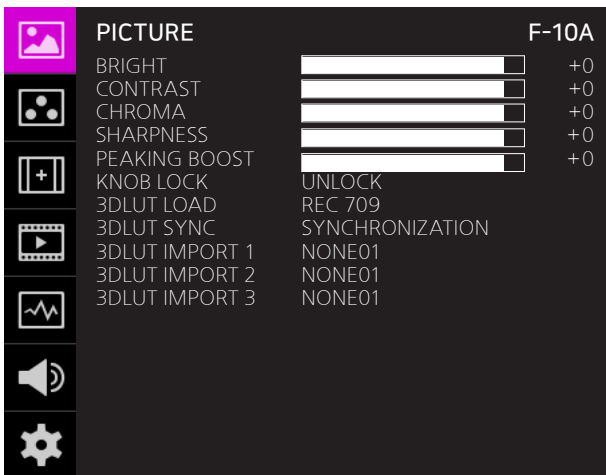 PICTURE F-10A
BRIGHT +0
CONTRAST +0
CHROMA +0
SHARPNESS +0
PEAKING BOOST +0
KNOB LOCK UNLOCK
3DLUT LOAD REC 709
3DLUT SYNC SYNCHRONIZATION
3DLUT IMPORT 1 NONE01
3DLUT IMPORT 2 NONE01
3DLUT IMPORT 3 NONE01